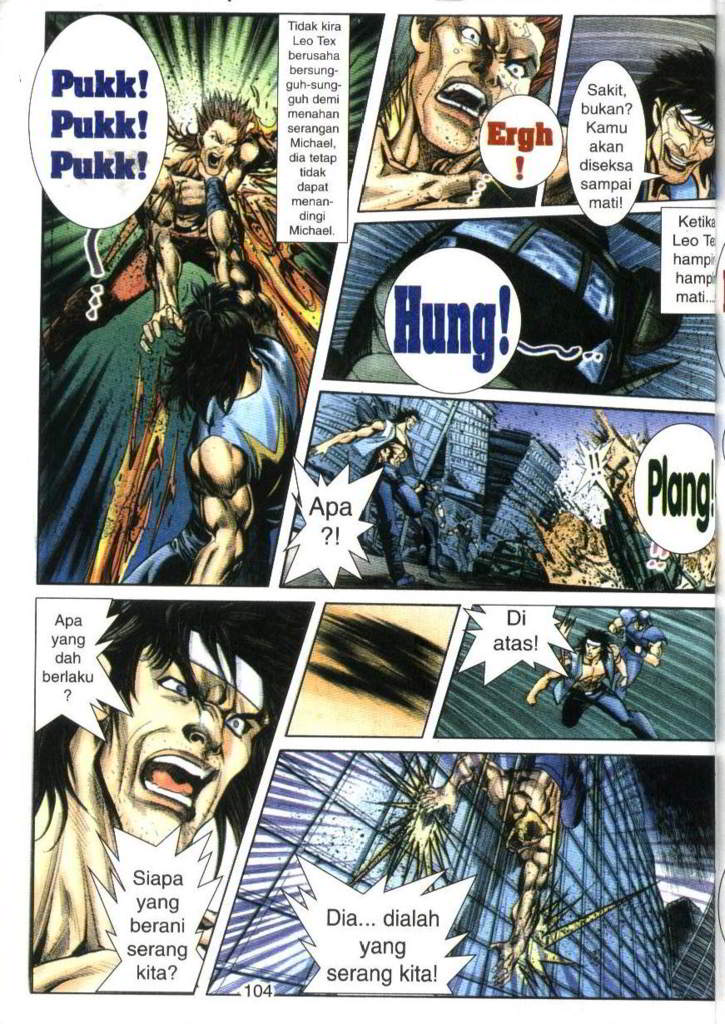 Pukk!
Pukk!
Pukk!
Tidak kira
Leo Tex
berusaha
bersung-
guh-sung-
guh demi
menahan
serangan
Michael,
dia tetap
tidak
dapat
menan-
dingi
Michael.
Ergh
!
Sakit,
bukan?
Kamu
akan
diseksa
sampai
mati!
Ketika
Leo Te
hampi
hamp
mati...
Hung!
Apa
?!
Plang!
Apa
yang
dah
berlaku
?
Siapa
yang
berani
serang
kita?
Di
atas!
Dia... dialah
yang
serang kita!
104